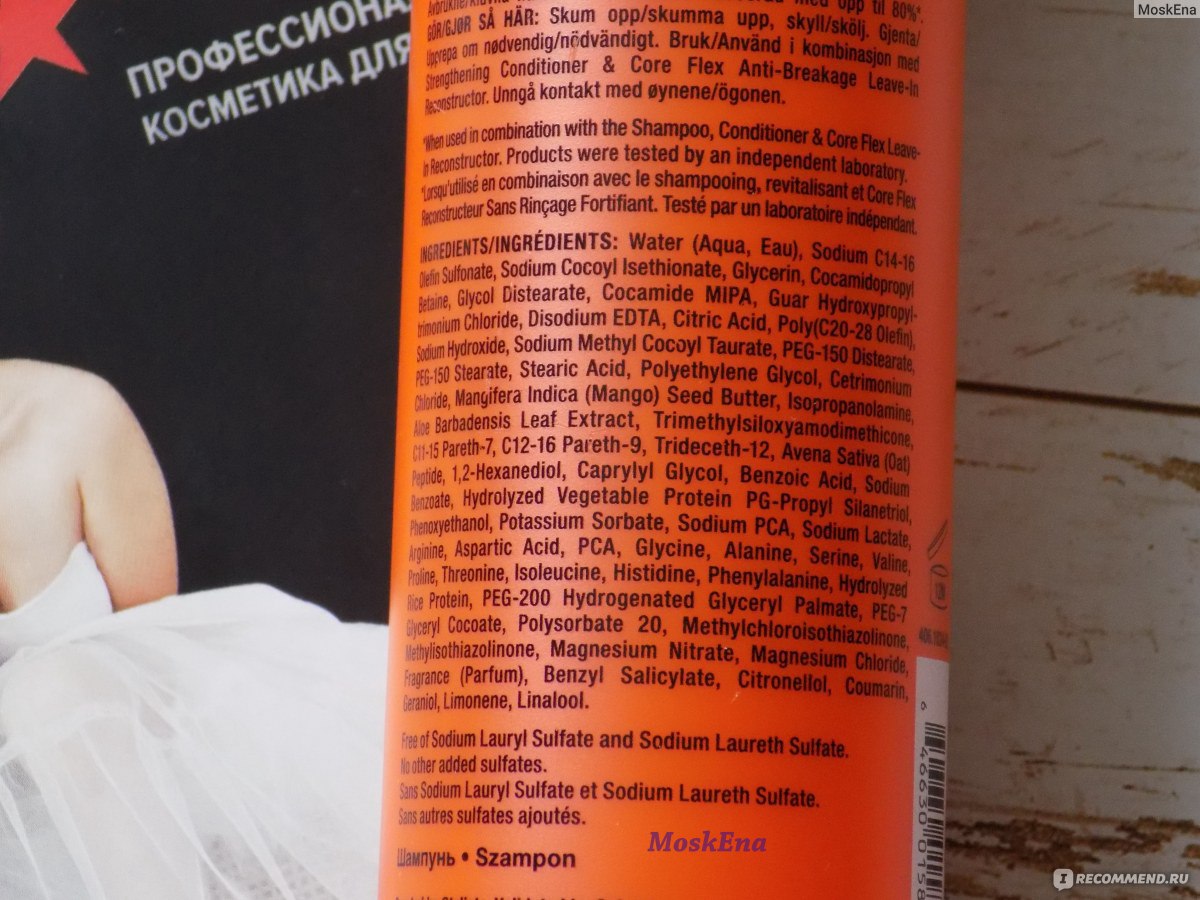 MoskEna
ПРОФЕССИОНА
КОСМЕТИКА ДЛЯ
opp til 80%*.
GÖR/GJØR SÅ HÄR: Skum opp/skumma upp, skyll/skölj. Gjenta/
Upprepa om nødvendig/nödvändigt. Bruk/Använd i kombination med
Strengthening Conditioner & Core Flex Anti-Breakage Leave-In
Reconstructor. Unngå kontakt med øynene/ögonen.
*When used in combination with the Shampoo, Conditioner & Core Flex Leave-
In Reconstructor. Products were tested by an independent laboratory.
*Lorsqu'utilisé en combinaison avec le shampooing, revitalisant et Core Flex
Reconstructeur Sans Rinçage Fortifiant. Testé par un laboratoire indépendant.
INGREDIENTS/INGRÉDIENTS: Water (Aqua, Eau), Sodium C14-16
Olefin Sulfonate, Sodium Cocoyl Isethionate, Glycerin, Cocamidopropyl
Betaine, Glycol Distearate, Cocamide MIPA, Guar Hydroxypropyl-
trimonium Chloride, Disodium EDTA, Citric Acid, Poly(C20-28 Olefin),
Sodium Hydroxide, Sodium Methyl Cocoyl Taurate, PEG-150 Distearate,
PEG-150 Stearate, Stearic Acid, Polyethylene Glycol, Cetrimonium
Chloride, Mangifera Indica (Mango) Seed Butter, Isopropanolamine,
Aloe Barbadensis Leaf Extract, Trimethylsiloxyamodimethicone,
C11-15 Pareth-7, C12-16 Pareth-9, Trideceth-12, Avena Sativa (Oat)
Peptide, 1,2-Hexanediol, Caprylyl Glycol, Benzoic Acid, Sodium
Benzoate, Hydrolyzed Vegetable Protein PG-Propyl Silanetriol,
Phenoxyethanol, Potassium Sorbate, Sodium PCA, Sodium Lactate,
Arginine, Aspartic Acid, PCA, Glycine, Alanine, Serine, Valine,
Proline, Threonine, Isoleucine, Histidine, Phenylalanine, Hydrolyzed
Rice Protein, PEG-200 Hydrogenated Glyceryl Palmate, PEG-7
Glyceryl Cocoate, Polysorbate 20, Methylchloroisothiazolinone,
Methylisothiazolinone, Magnesium Nitrate, Magnesium Chloride,
Fragrance (Parfum), Benzyl Salicylate, Citronellol, Coumarin,
Geraniol, Limonene, Linalool.
Free of Sodium Lauryl Sulfate and Sodium Laureth Sulfate.
No other added sulfates.
Sans Sodium Lauryl Sulfate et Sodium Laureth Sulfate.
Sans autres sulfates ajoutés.
MoskEna
Шампунь • Szampon
12M
6 46630 0158
I RECOMMEND.RU